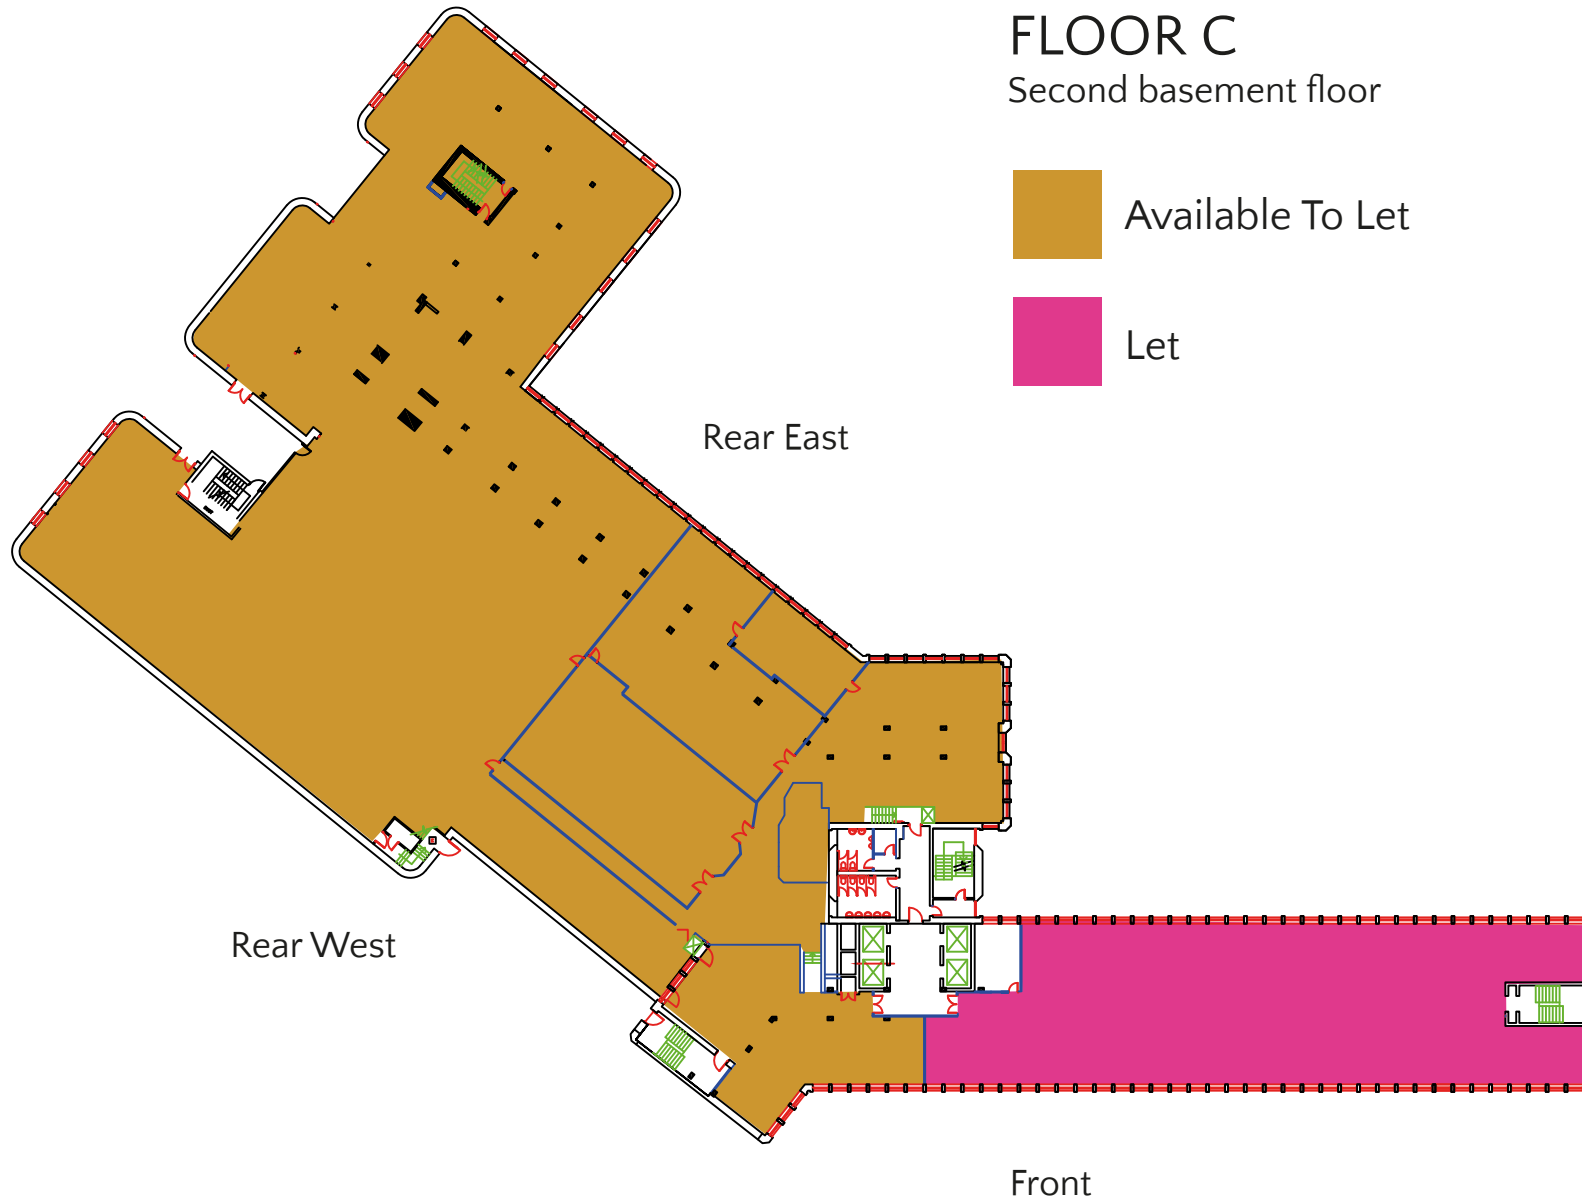 FLOOR C
Second basement floor
Available To Let
Let
Rear East
Rear West
Front